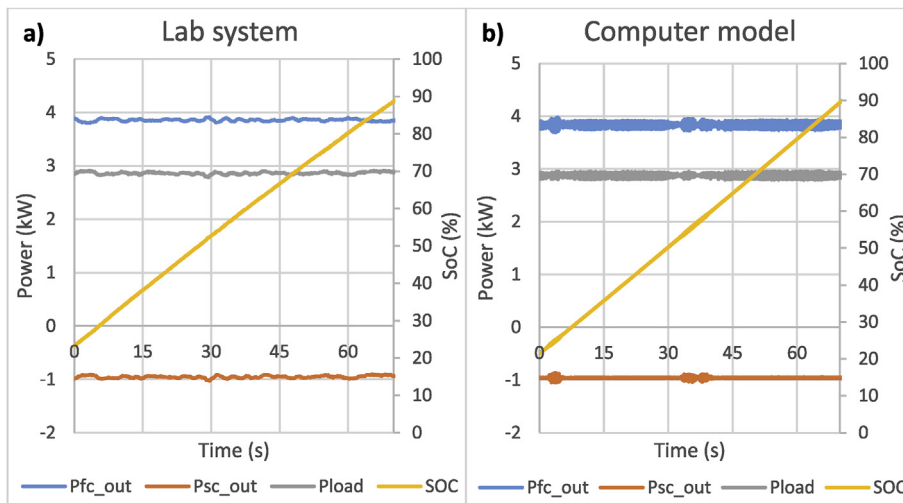 a)
Lab system
Power (kW)
5
4
3
2
1
0
-1
-2
100
90
80
70
60
50
40
30
20
10
0
SoC (%)
0 15 30 45 60
Time (s)
Pfc_out Psc_out Pload SOC
b)
Computer model
Power (kW)
5
4
3
2
1
0
-1
-2
100
90
80
70
60
50
40
30
20
10
0
SoC (%)
0 15 30 45 60
Time (s)
Pfc_out Psc_out Pload SOC